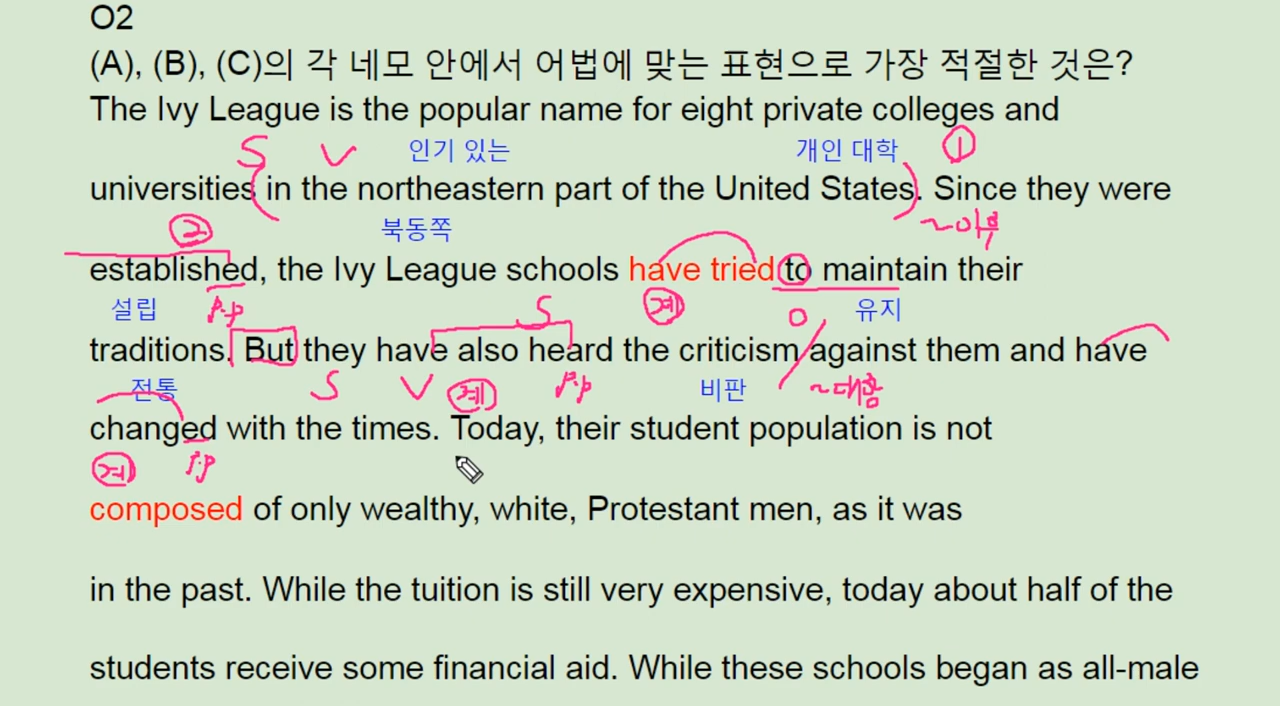 02
(A), (B), (C)의 각 네모 안에서 어법에 맞는 표현으로 가장 적절한 것은?
The Ivy League is the popular name for eight private colleges and
S V 인기 있는 개인 대학 ①
universities in the northeastern part of the United States. Since they were
② 북동쪽 ~이후
established, the Ivy League schools have tried to maintain their
설립 p.p S 계 O 유지
traditions. But they have also heard the criticism against them and have
전통 S V 계 p.p 비판 ~대항
changed with the times. Today, their student population is not
계 p.p
composed of only wealthy, white, Protestant men, as it was
in the past. While the tuition is still very expensive, today about half of the
students receive some financial aid. While these schools began as all-male